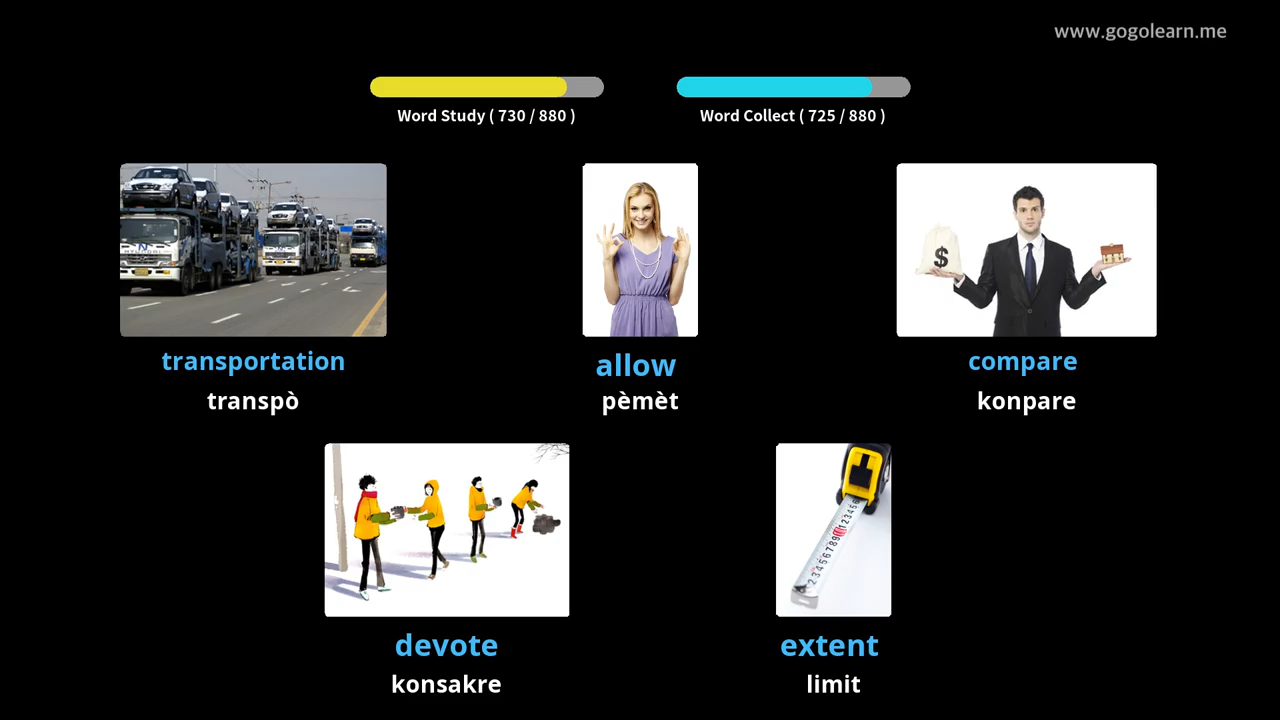 www.gogolearn.me
Word Study ( 730 / 880 )
Word Collect ( 725 / 880 )
transportation
transpò
allow
pèmèt
compare
konpare
devote
konsakre
extent
limit